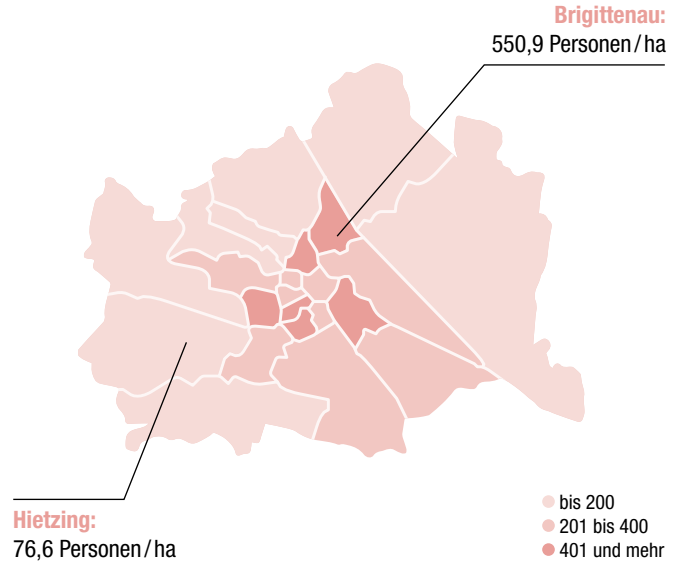 Brigittenau:
550,9 Personen/ha
Hietzing:
76,6 Personen/ha
bis 200
201 bis 400
401 und mehr